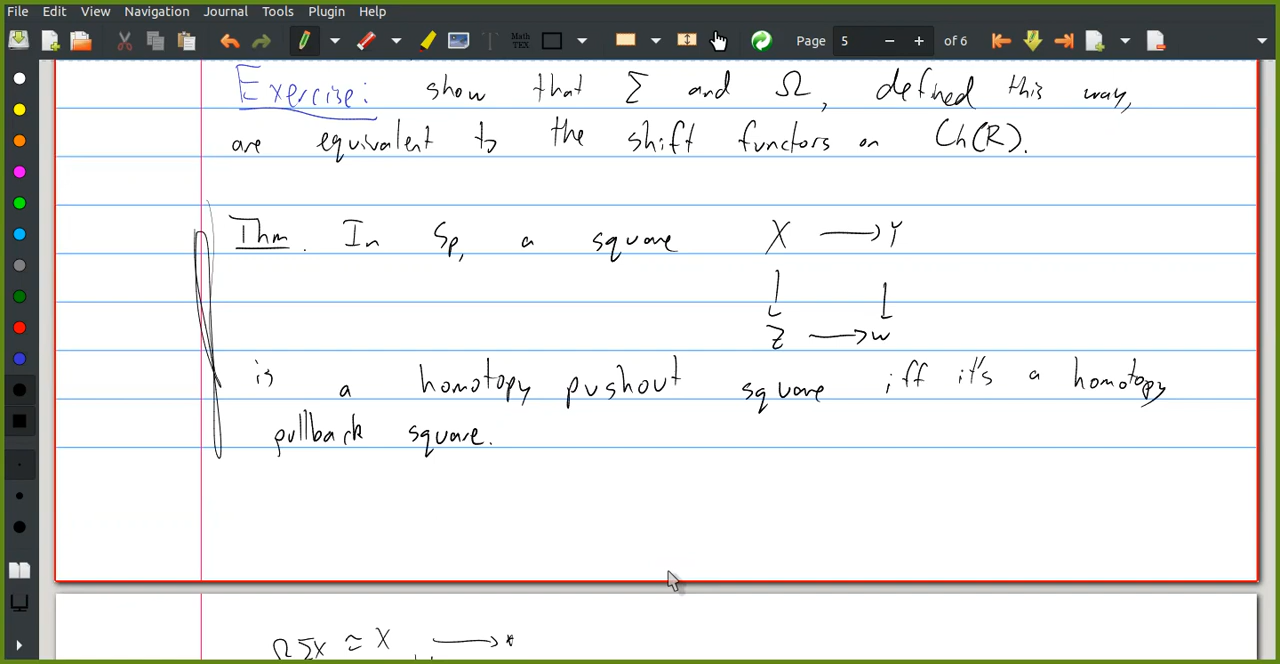 File Edit View Navigation Journal Tools Plugin Help
Math TEX Page 5 of 6
Exercise: show that Σ and Ω, defined this way,
are equivalent to the shift functors on Ch(R).
Thm. In Sp, a square X → Y
↓ ↓
Z → W
is a homotopy pushout square iff it's a homotopy
pullback square.
ΩΣX ≃ X → *